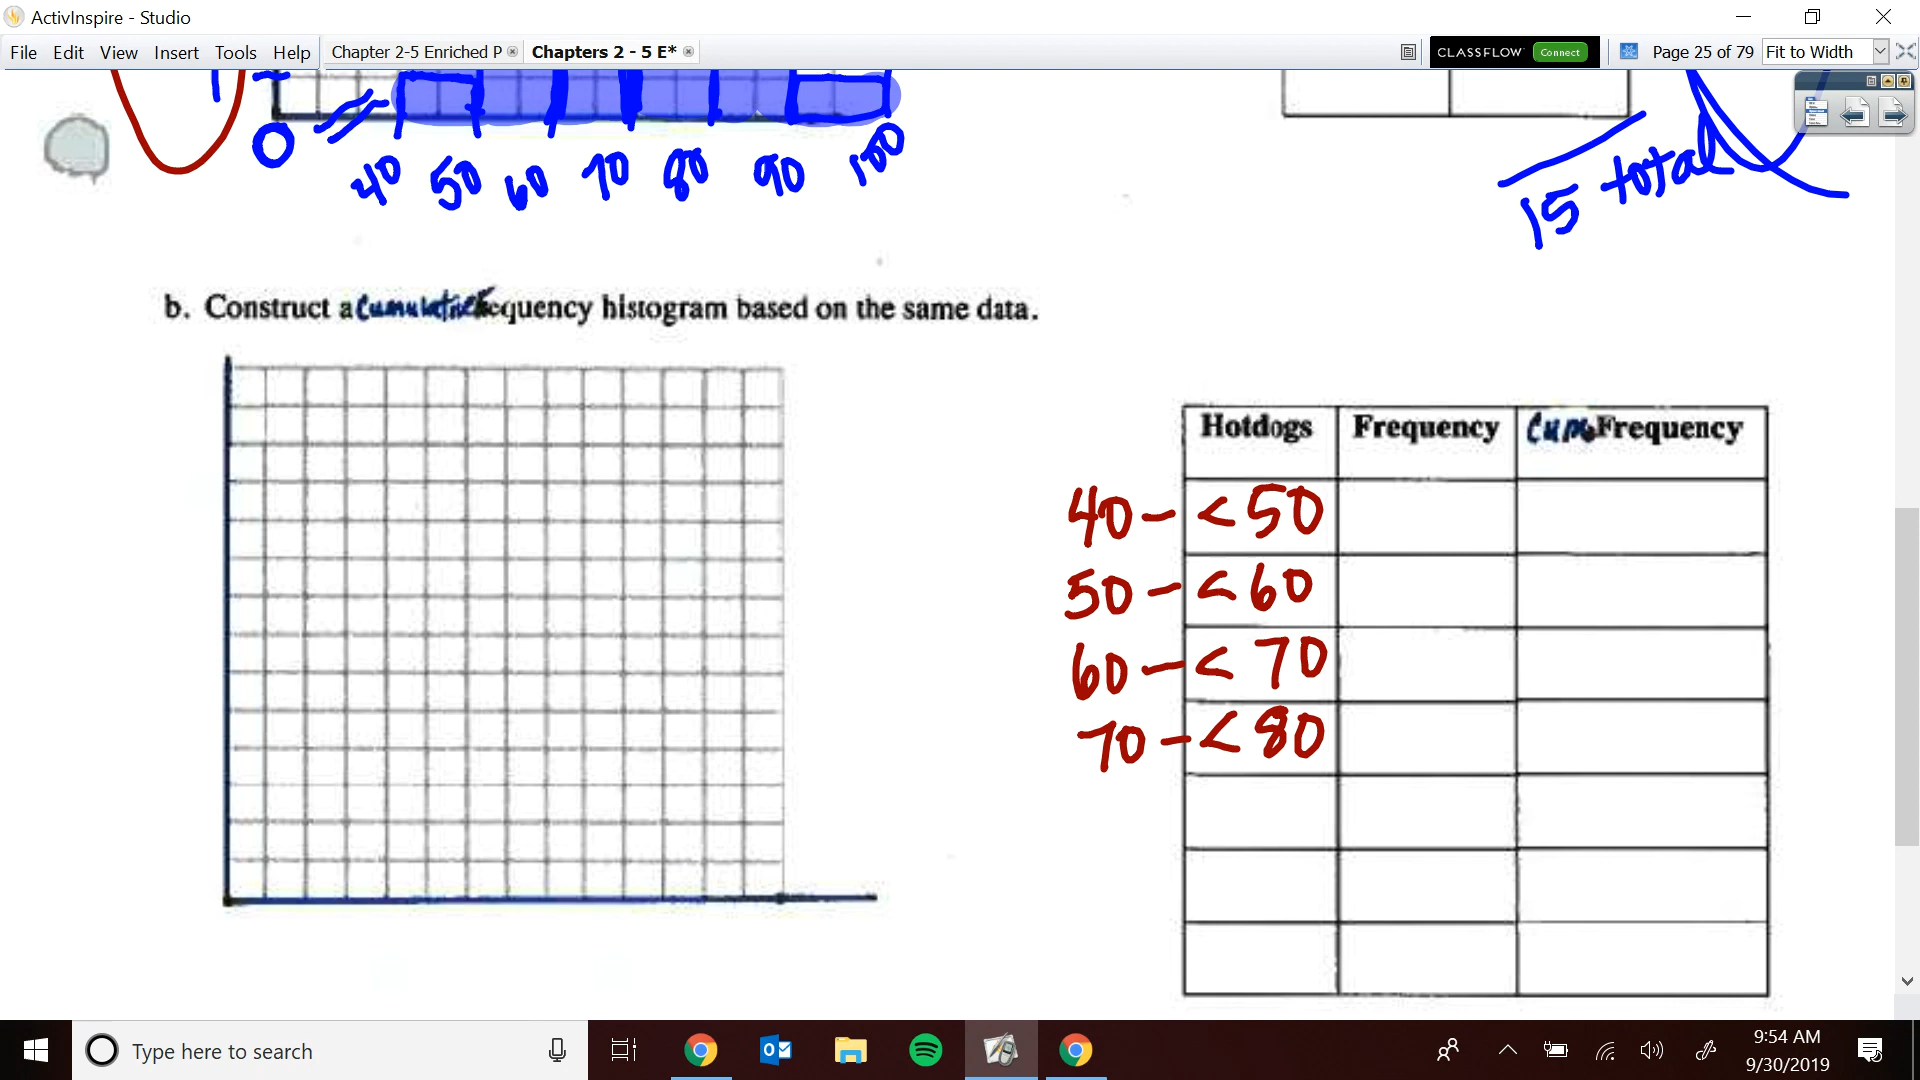 ActivInspire - Studio
File Edit View Insert Tools Help
Chapter 2-5 Enriched P
Chapters 2 - 5 E*
CLASSFLOW Connect
Page 25 of 79
Fit to Width
0
40 50 60 70 80 90 100
15 total
b. Construct a cumulative frequency histogram based on the same data.
Hotdogs Frequency Cum. Frequency
40 - < 50
50 - < 60
60 - < 70
70 - < 80
Type here to search
9:54 AM
9/30/2019